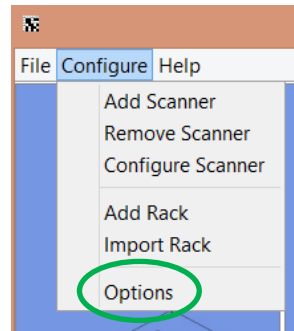 File Configure Help
Add Scanner
Remove Scanner
Configure Scanner
Add Rack
Import Rack
Options